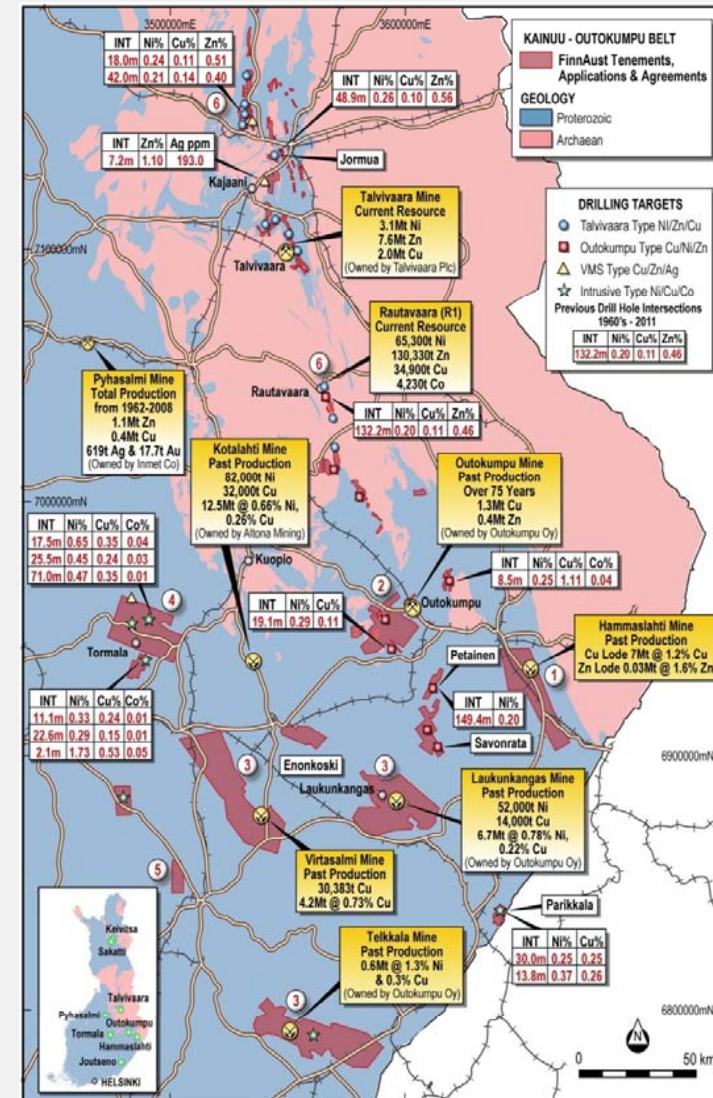 3500000mE
3600000mE
KAINUU - OUTOKUMPU BELT
FinnAust Tenements,
Applications & Agreements
GEOLOGY
Proterozoic
Archaean
DRILLING TARGETS
Talvivaara Type NI/Zn/Cu
Outokumpu Type Cu/Ni/Zn
VMS Type Cu/Zn/Ag
Intrusive Type Ni/Cu/Co
Previous Drill Hole Intersections
1960's - 2011
132.2m 0.20 0.11 0.46
INT Ni% Cu% Zn%
INT Ni% Cu% Zn%
18.0m 0.24 0.11 0.51
42.0m 0.21 0.14 0.40
6
INT Ni% Cu% Zn%
48.9m 0.26 0.10 0.56
INT Zn% Ag ppm
7.2m 1.10 193.0
Jormua
Kajaani
Talvivaara Mine
Current Resource
3.1Mt Ni
7.6Mt Zn
2.0Mt Cu
(Owned by Talvivaara Plc)
7100000mN
Talvivaara
Rautavaara (R1)
Current Resource
65,300t Ni
130,330t Zn
34,900t Cu
4,230t Co
6
Rautavaara
INT Ni% Cu% Zn%
132.2m 0.20 0.11 0.46
Pyhasalmi Mine
Total Production
from 1962-2008
1.1Mt Zn
0.4Mt Cu
619t Ag & 17.7t Au
(Owned by Inmet Co)
Kotalahti Mine
Past Production
82,000t Ni
32,000t Cu
12.5Mt @ 0.66% Ni,
0.26% Cu
(Owned by Altona Mining)
Outokumpu Mine
Past Production
Over 75 Years
1.3Mt Cu
0.4Mt Zn
(Owned by Outokumpu Oy)
7000000mN
INT Ni% Cu% Co%
17.5m 0.65 0.35 0.04
25.5m 0.45 0.24 0.03
71.0m 0.47 0.35 0.01
Kuopio
INT Ni% Cu% Co%
8.5m 0.25 1.11 0.04
4
2
Outokumpu
INT Ni% Cu%
19.1m 0.29 0.11
Hammaslahti Mine
Past Production
Cu Lode 7Mt @ 1.2% Cu
Zn Lode 0.03Mt @ 1.6% Zn
1
Tormala
Petainen
INT Ni%
149.4m 0.20
INT Ni% Cu% Co%
11.1m 0.33 0.24 0.01
22.6m 0.29 0.15 0.01
2.1m 1.73 0.53 0.05
Savonrata
6900000mN
3
Enonkoski
3
Laukunkangas
Laukunkangas Mine
Past Production
52,000t Ni
14,000t Cu
6.7Mt @ 0.78% Ni,
0.22% Cu
(Owned by Outokumpu Oy)
Virtasalmi Mine
Past Production
30,383t Cu
4.2Mt @ 0.73% Cu
5
Parikkala
INT Ni% Cu%
30.0m 0.25 0.25
13.8m 0.37 0.26
Telkkala Mine
Past Production
0.6Mt @ 1.3% Ni
& 0.3% Cu
(Owned by Outokumpu Oy)
3
6800000mN
Keivitsa
Sakatti
Talvivaara
Pyhasalmi
Outokumpu
Tormala
Hammaslahti
Joutseno
HELSINKI
N
0
50 km